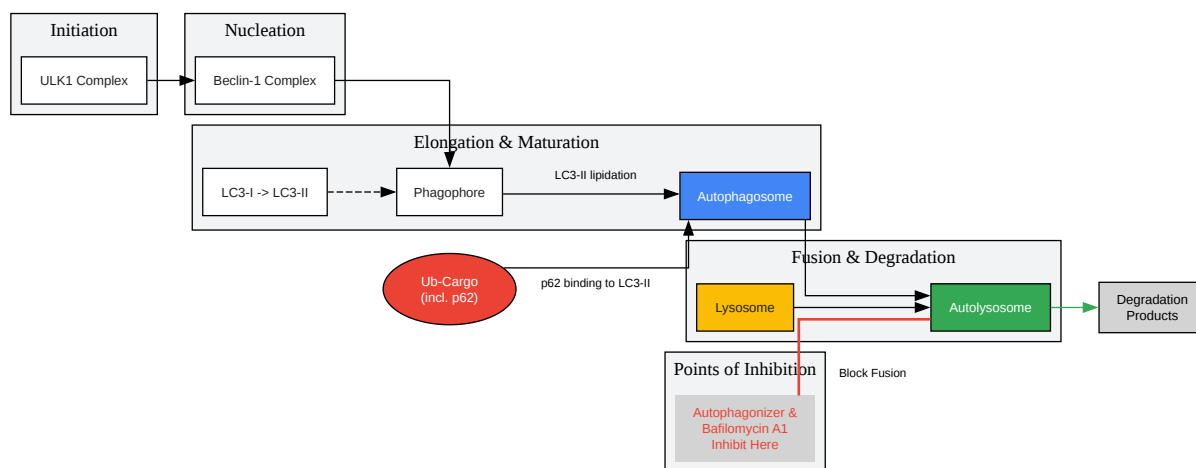 Initiation
Nucleation
ULK1 Complex
Beclin-1 Complex
Elongation & Maturation
LC3-I -> LC3-II
Phagophore
LC3-II lipidation
Autophagosome
Ub-Cargo
(incl. p62)
p62 binding to LC3-II
Fusion & Degradation
Lysosome
Autolysosome
Degradation
Products
Points of Inhibition
Block Fusion
Autophagonizer &
Bafilomycin A1
Inhibit Here